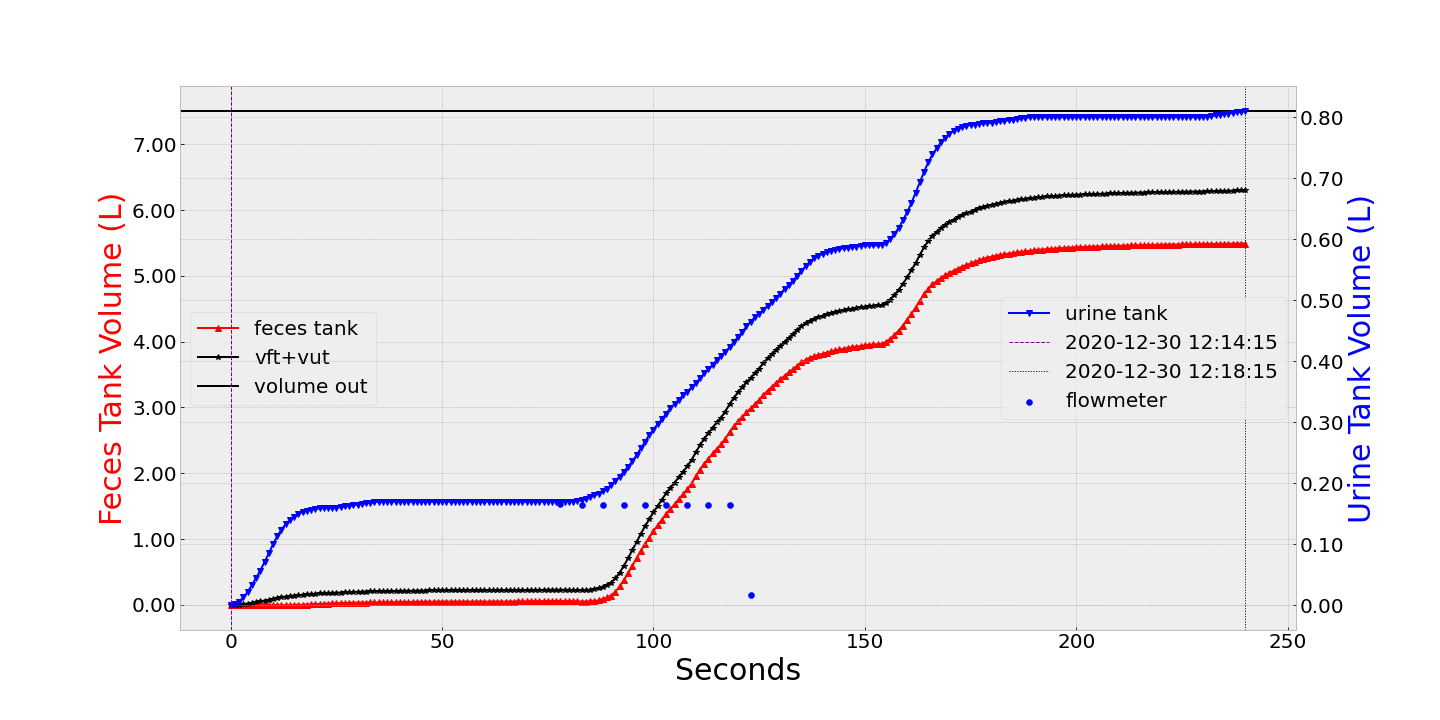 7.00
6.00
5.00
4.00
3.00
2.00
1.00
0.00
Feces Tank Volume (L)
feces tank
vft+vut
volume out
urine tank
2020-12-30 12:14:15
2020-12-30 12:18:15
flowmeter
0.80
0.70
0.60
0.50
0.40
0.30
0.20
0.10
0.00
Urine Tank Volume (L)
0 50 100 150 200 250
Seconds